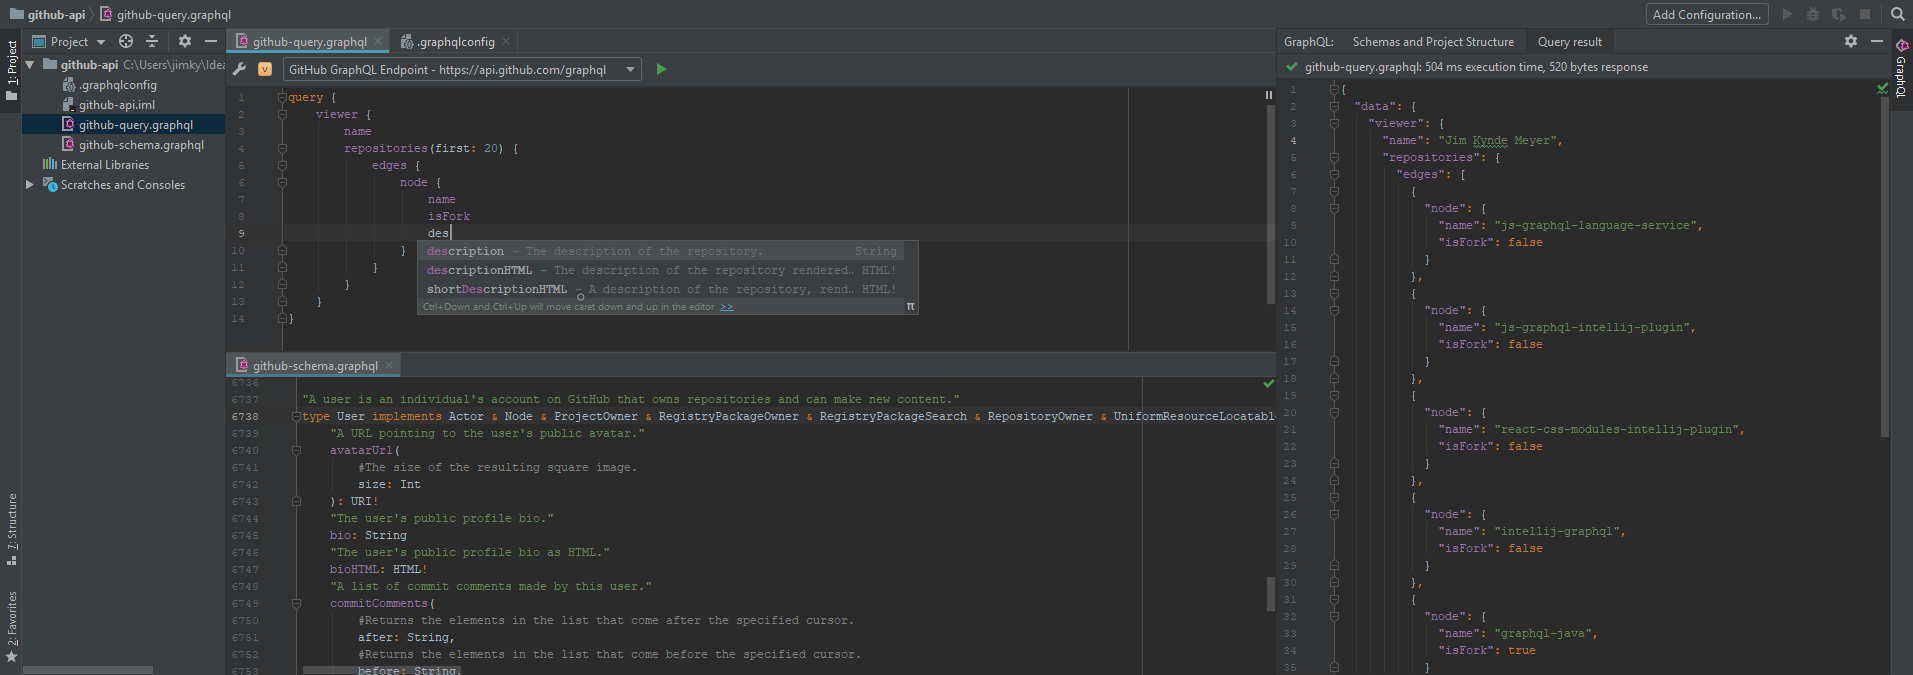 github-api github-query.graphql
Add Configuration...
1: Project
7: Structure
2: Favorites
Project
github-api C:\Users\jimky\Idea
.graphqlconfig
github-api.iml
github-query.graphql
github-schema.graphql
External Libraries
Scratches and Consoles
github-query.graphql .graphqlconfig
V GitHub GraphQL Endpoint - https://api.github.com/graphql
1 query {
2 viewer {
3 name
4 repositories(first: 20) {
5 edges {
6 node {
7 name
8 isFork
9 des
10 }
11 }
12 }
13 }
14 }
description – The description of the repository. String
descriptionHTML – The description of the repository rendered… HTML!
shortDescriptionHTML – A description of the repository, rend… HTML!
Ctrl+Down and Ctrl+Up will move caret down and up in the editor >> π
github-schema.graphql
6736
6737 "A user is an individual's account on GitHub that owns repositories and can make new content."
6738 type User implements Actor & Node & ProjectOwner & RegistryPackageOwner & RegistryPackageSearch & RepositoryOwner & UniformResourceLocatable
6739 "A URL pointing to the user's public avatar."
6740 avatarUrl(
6741 #The size of the resulting square image.
6742 size: Int
6743 ): URI!
6744 "The user's public profile bio."
6745 bio: String
6746 "The user's public profile bio as HTML."
6747 bioHTML: HTML!
6748 "A list of commit comments made by this user."
6749 commitComments(
6750 #Returns the elements in the list that come after the specified cursor.
6751 after: String,
6752 #Returns the elements in the list that come before the specified cursor.
6753 before: String,
GraphQL: Schemas and Project Structure Query result
github-query.graphql: 504 ms execution time, 520 bytes response
1 {
2 "data": {
3 "viewer": {
4 "name": "Jim Kynde Meyer",
5 "repositories": {
6 "edges": [
7 {
8 "node": {
9 "name": "js-graphql-language-service",
10 "isFork": false
11 }
12 },
13 {
14 "node": {
15 "name": "js-graphql-intellij-plugin",
16 "isFork": false
17 }
18 },
19 {
20 "node": {
21 "name": "react-css-modules-intellij-plugin",
22 "isFork": false
23 }
24 },
25 {
26 "node": {
27 "name": "intellij-graphql",
28 "isFork": false
29 }
30 },
31 {
32 "node": {
33 "name": "graphql-java",
34 "isFork": true
35 }
GraphQL